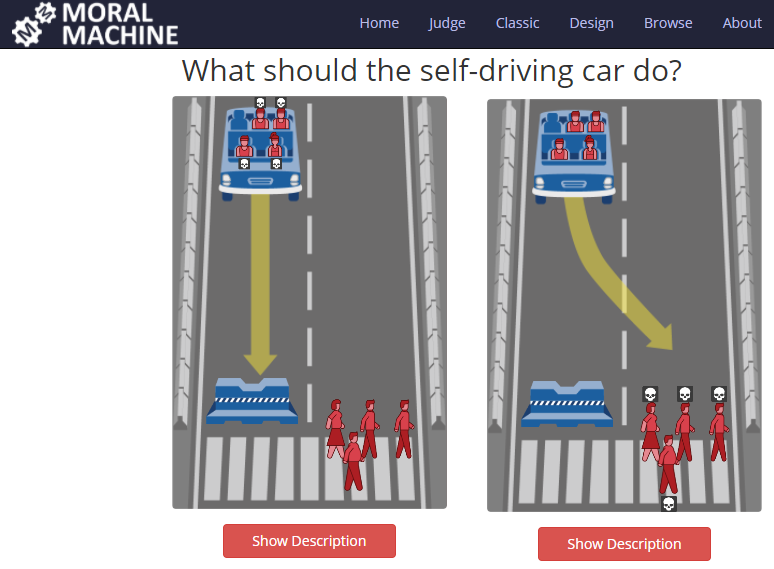 MORAL
MACHINE
Home Judge Classic Design Browse About
What should the self-driving car do?
Show Description
Show Description